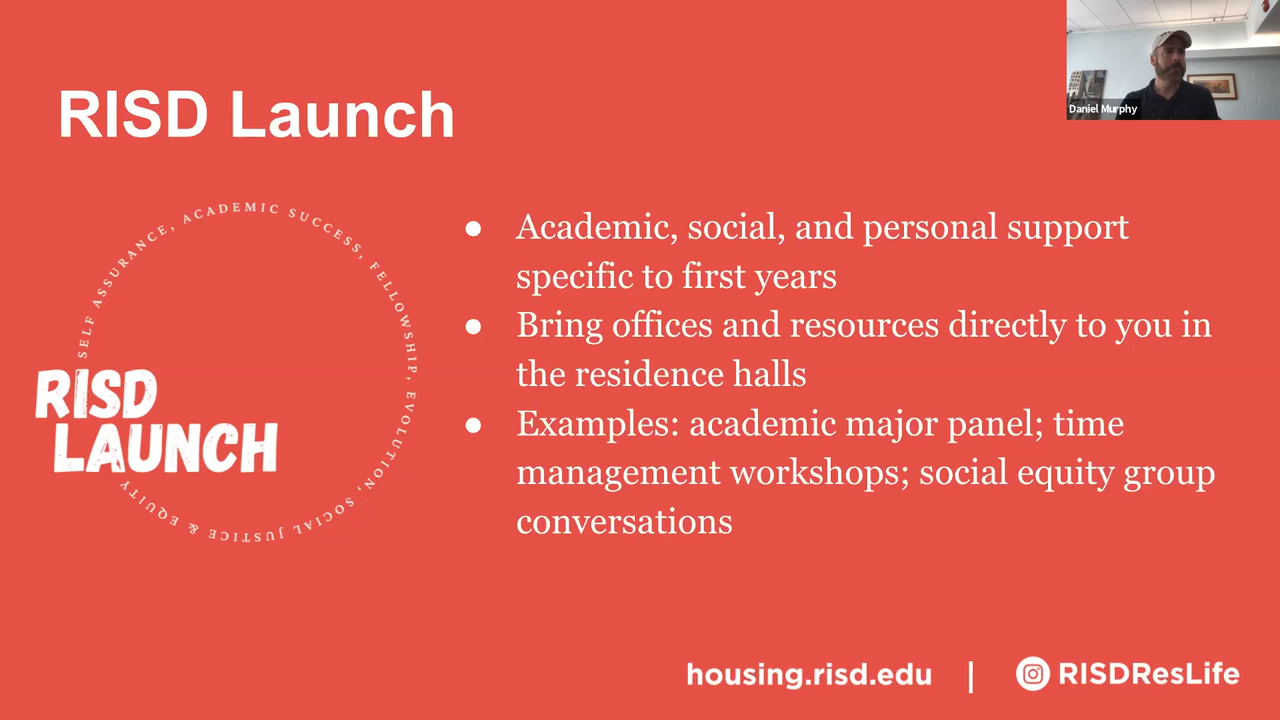 Daniel Murphy
RISD Launch
SELF ASSURANCE, ACADEMIC SUCCESS, FELLOWSHIP, EVOLUTION, SOCIAL JUSTICE & EQUITY
RISD
LAUNCH
● Academic, social, and personal support
specific to first years
● Bring offices and resources directly to you in
the residence halls
● Examples: academic major panel; time
management workshops; social equity group
conversations
housing.risd.edu | RISDResLife